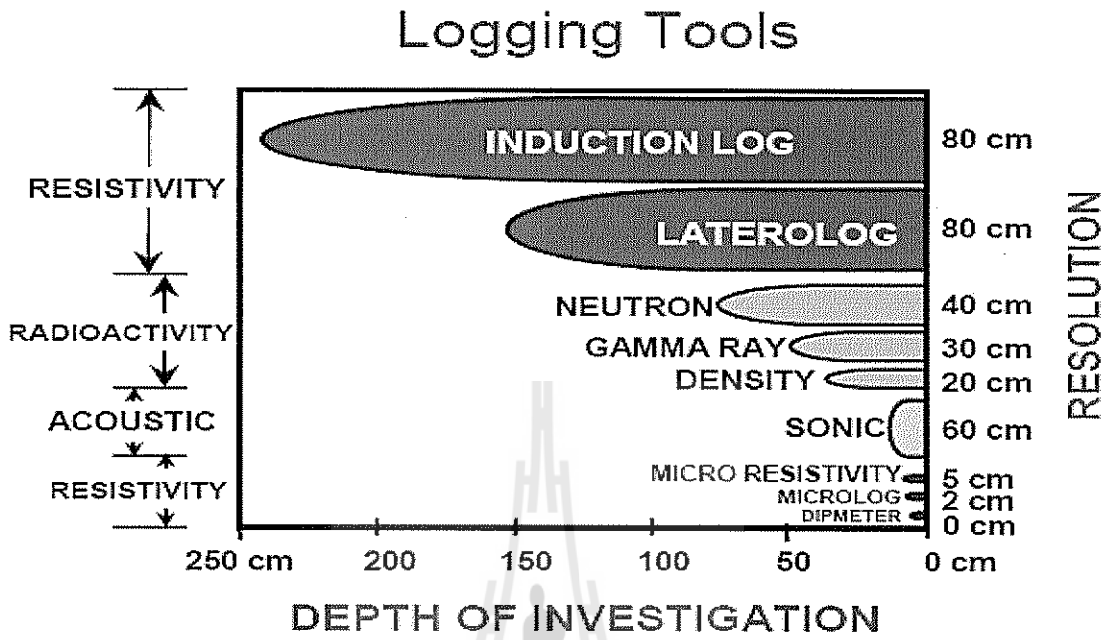 Logging Tools
RESISTIVITY
RADIOACTIVITY
ACOUSTIC
RESISTIVITY
INDUCTION LOG
LATEROLOG
NEUTRON
GAMMA RAY
DENSITY
SONIC
MICRO RESISTIVITY
MICROLOG
DIPMETER
80 cm
80 cm
40 cm
30 cm
20 cm
60 cm
5 cm
2 cm
0 cm
RESOLUTION
250 cm 200 150 100 50 0 cm
DEPTH OF INVESTIGATION